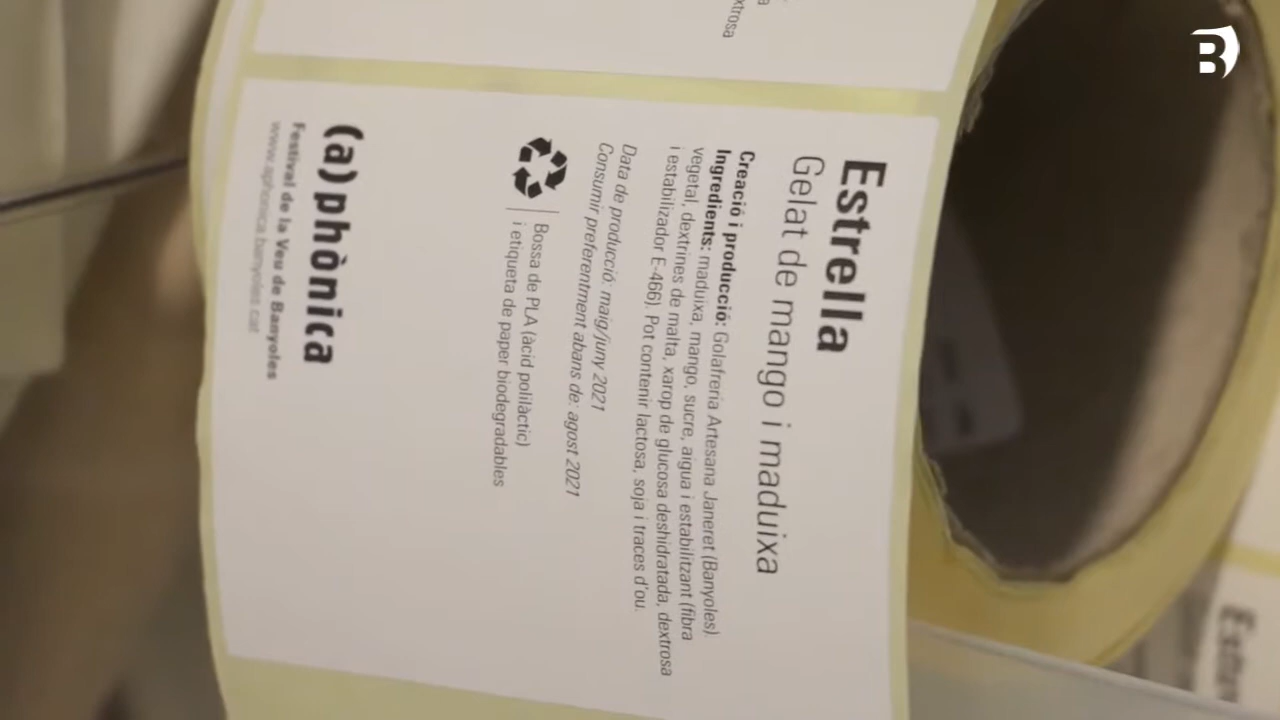 Estrella
Gelat de mango i maduixa
Creació i producció: Golafreria Artesana Janeret (Banyoles).
Ingredients: maduixa, mango, sucre, aigua i estabilitzant (fibra
vegetal, dextrines de malta, xarop de glucosa deshidratada, dextrosa
i estabilizador E-466). Pot contenir lactosa, soja i traces d'ou.
Data de producció: maig/juny 2021
Consumir preferentment abans de: agost 2021
Bossa de PLA (àcid polilàctic)
i etiqueta de paper biodegradables
(a)phònica
Festival de la Veu de Banyoles
www.aphonica.banyoles.cat
B